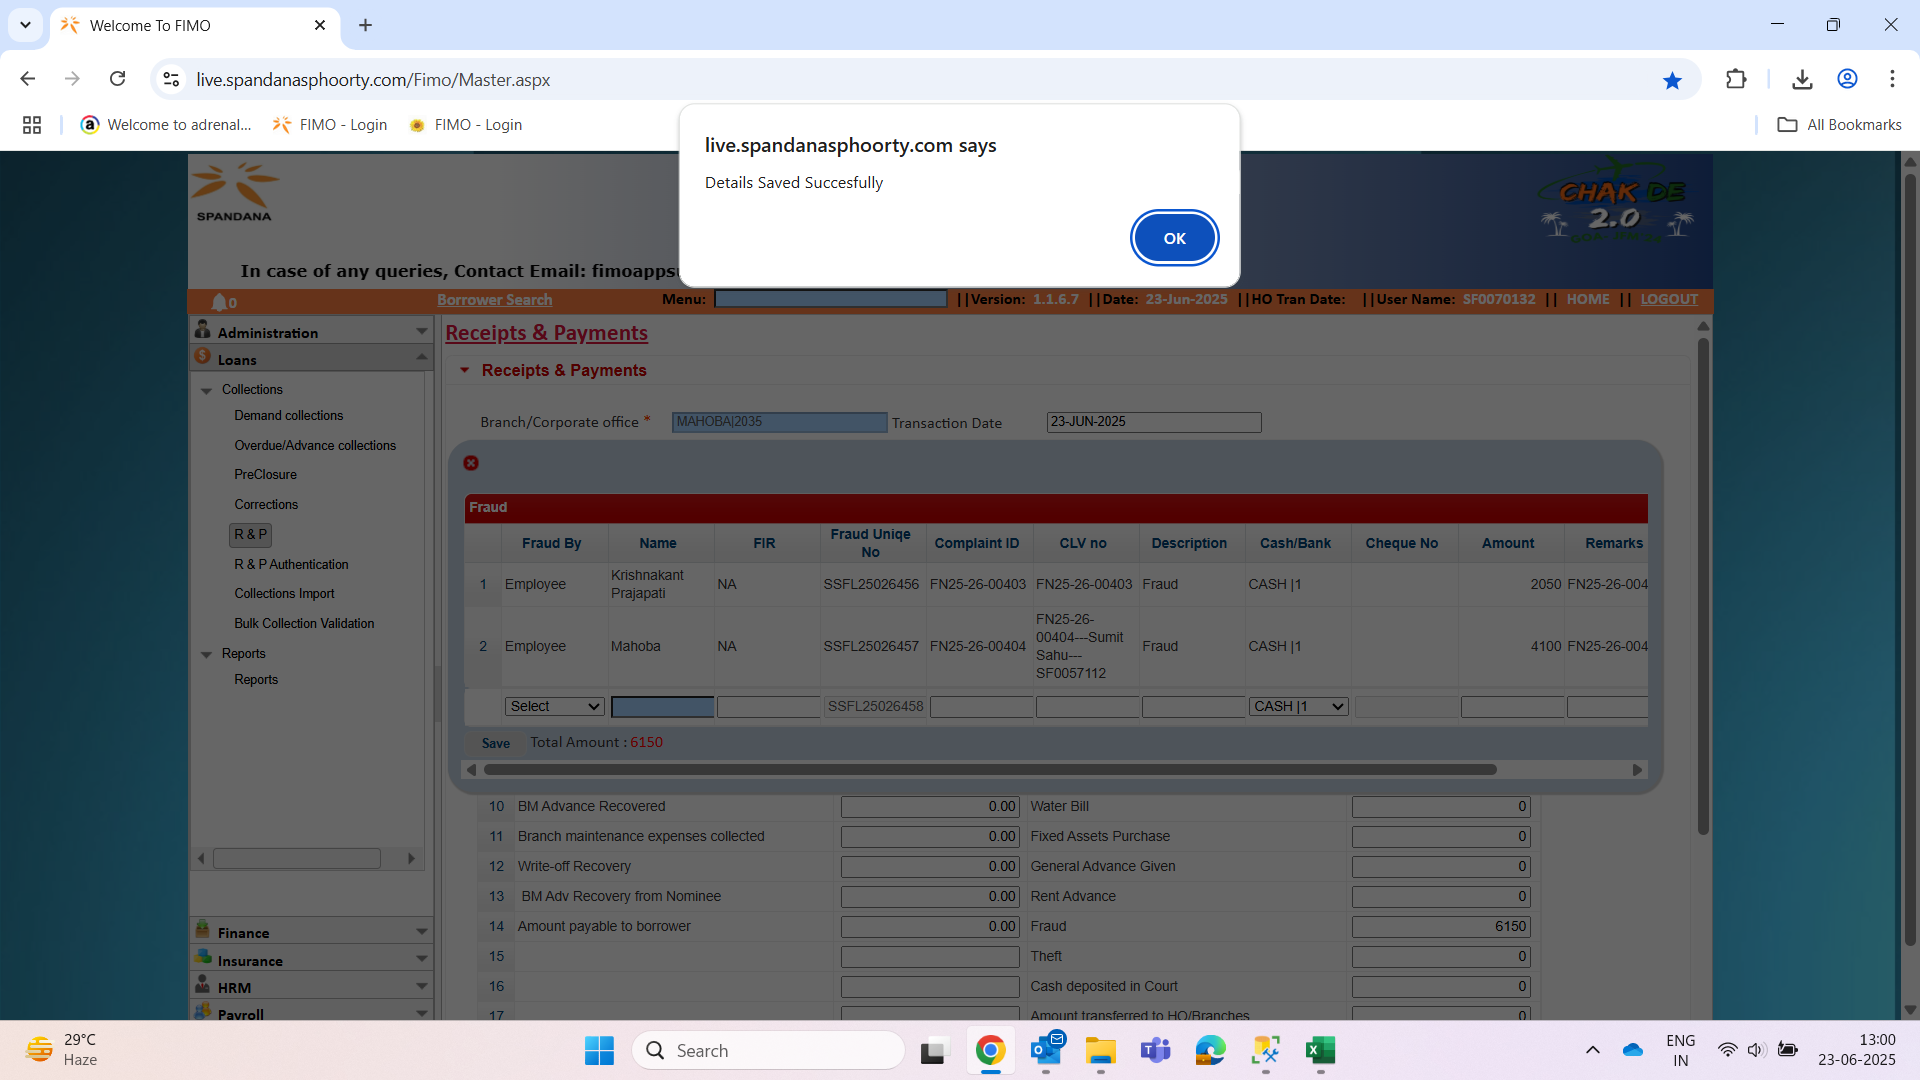 Welcome To FIMO
live.spandanasphoorty.com/Fimo/Master.aspx
Welcome to adrenal...
FIMO - Login
FIMO - Login
All Bookmarks
live.spandanasphoorty.com says
Details Saved Succesfully
OK
SPANDANA
CHAK DE
2.0
In case of any queries, Contact Email: fimoapps
0
Borrower Search
Menu:
||Version: 1.1.6.7 ||Date: 23-Jun-2025 ||HO Tran Date: ||User Name: SF0070132 || HOME || LOGOUT
Administration
Loans
Collections
Demand collections
Overdue/Advance collections
PreClosure
Corrections
R & P
R & P Authentication
Collections Import
Bulk Collection Validation
Reports
Reports
Finance
Insurance
HRM
Payroll
Receipts & Payments
Receipts & Payments
Branch/Corporate office * MAHOBA|2035 Transaction Date 23-JUN-2025
Fraud
Fraud By Name FIR Fraud Uniqe No Complaint ID CLV no Description Cash/Bank Cheque No Amount Remarks
1 Employee Krishnakant Prajapati NA SSFL25026456 FN25-26-00403 FN25-26-00403 Fraud CASH |1 2050 FN25-26-004
2 Employee Mahoba NA SSFL25026457 FN25-26-00404 FN25-26-00404---Sumit Sahu---SF0057112 Fraud CASH |1 4100 FN25-26-004
Select SSFL25026458 CASH |1
Save Total Amount : 6150
10 BM Advance Recovered 0.00 Water Bill 0
11 Branch maintenance expenses collected 0.00 Fixed Assets Purchase 0
12 Write-off Recovery 0.00 General Advance Given 0
13 BM Adv Recovery from Nominee 0.00 Rent Advance 0
14 Amount payable to borrower 0.00 Fraud 6150
15 Theft 0
16 Cash deposited in Court 0
17 Amount transferred to HO/Branches 0
29°C
Haze
Search
ENG
IN
13:00
23-06-2025